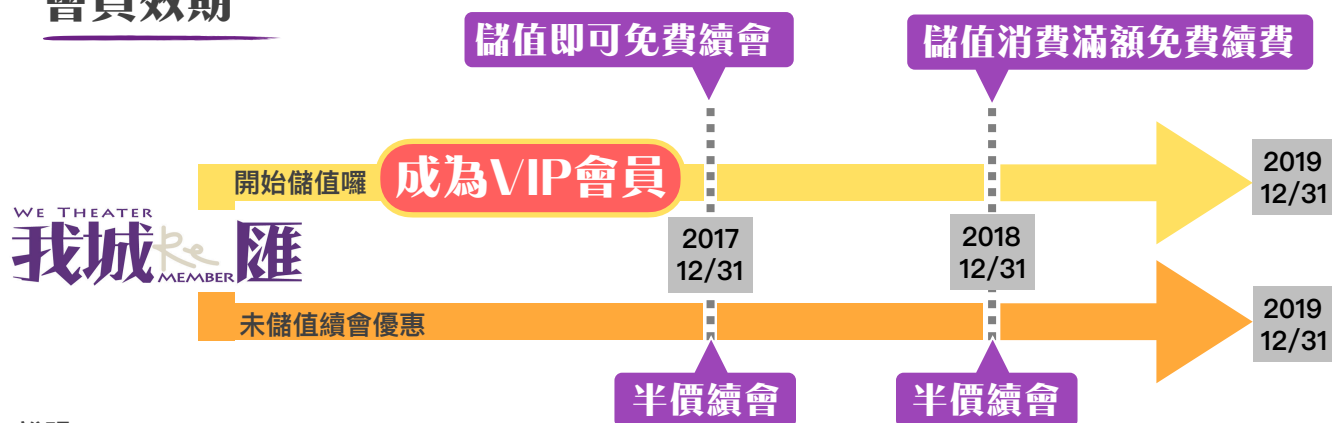 會員效期
儲值即可免費續會
儲值消費滿額免費續費
開始儲值囉
成為VIP會員
2019
12/31
WE THEATER
我城Re匯
MEMBER
2017
12/31
2018
12/31
未儲值續會優惠
2019
12/31
半價續會
半價續會